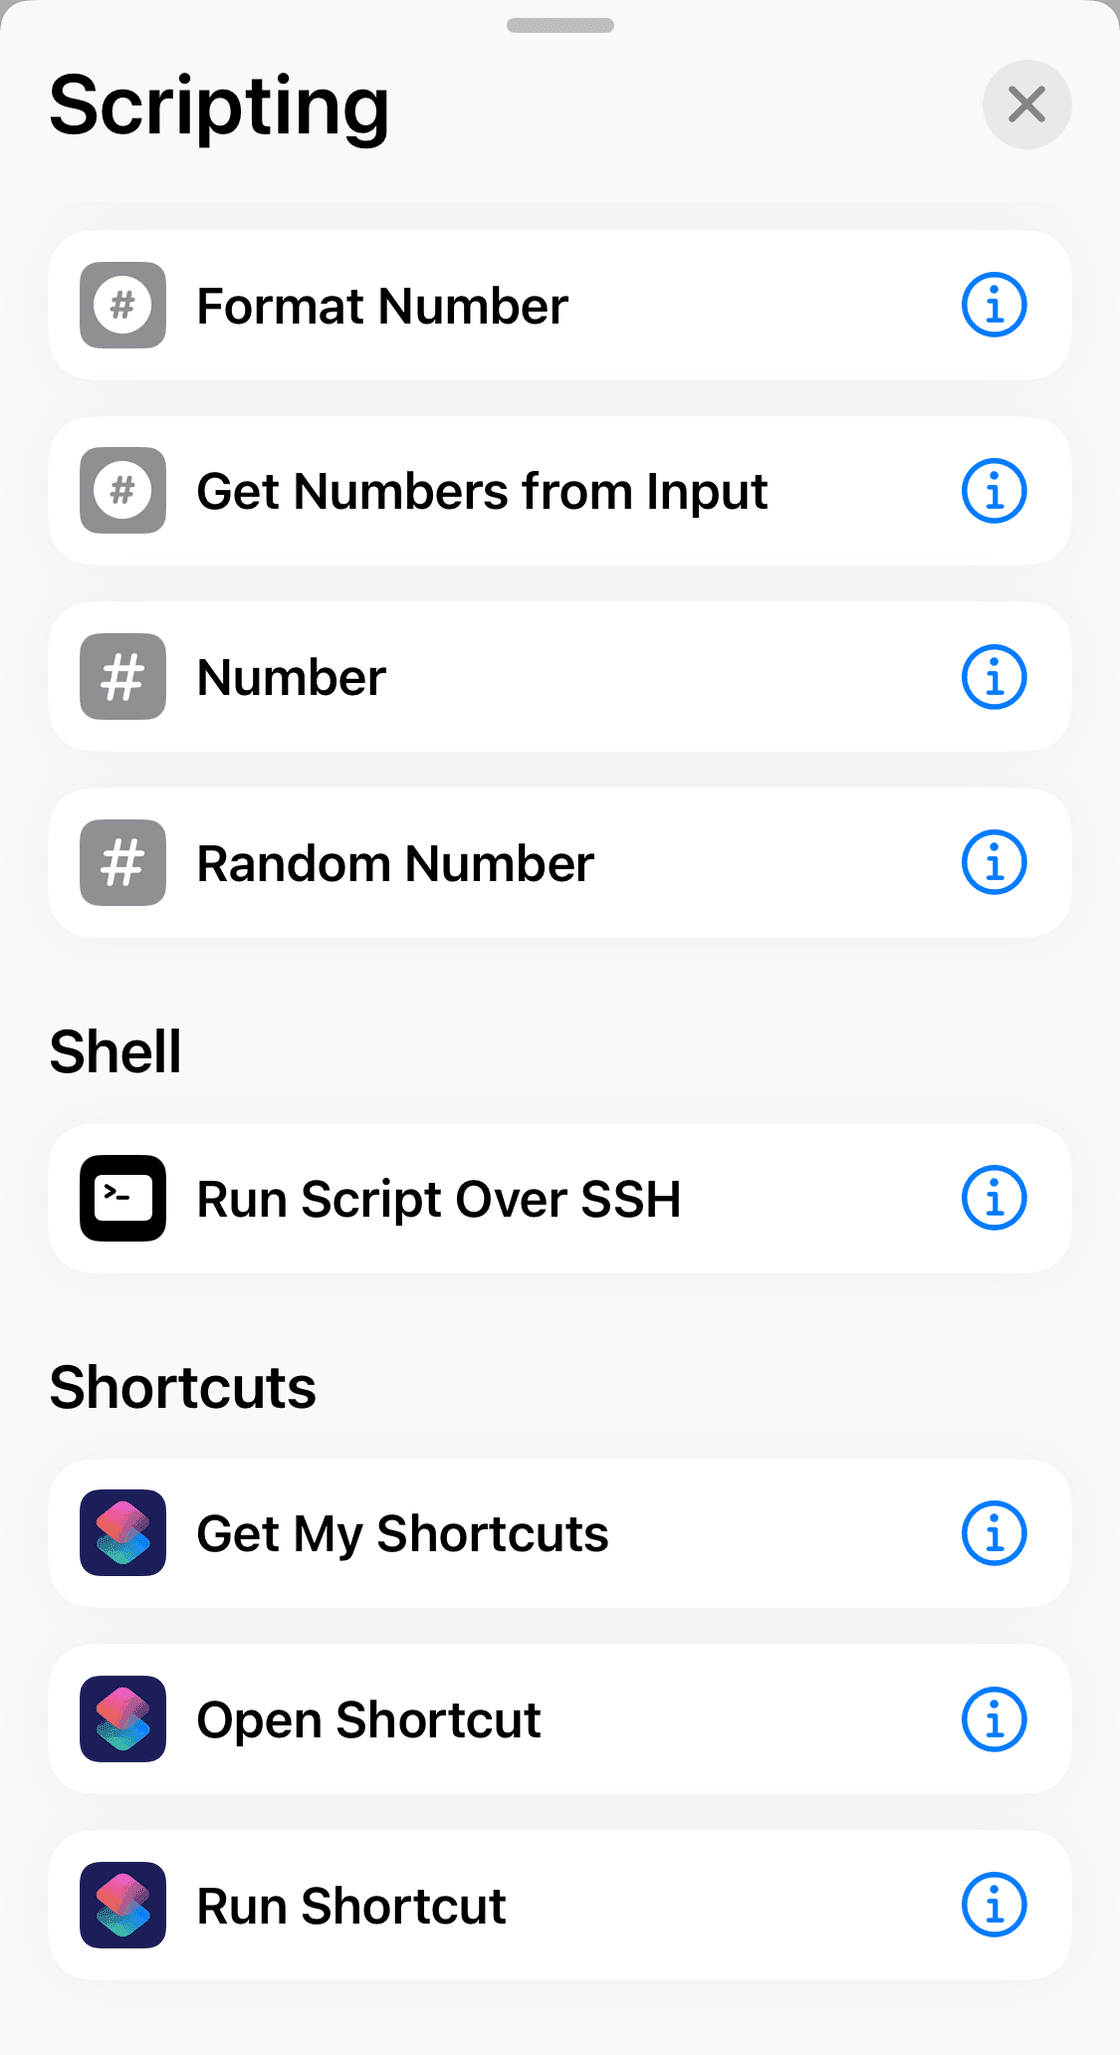 Scripting
Format Number
Get Numbers from Input
Number
Random Number
Shell
Run Script Over SSH
Shortcuts
Get My Shortcuts
Open Shortcut
Run Shortcut